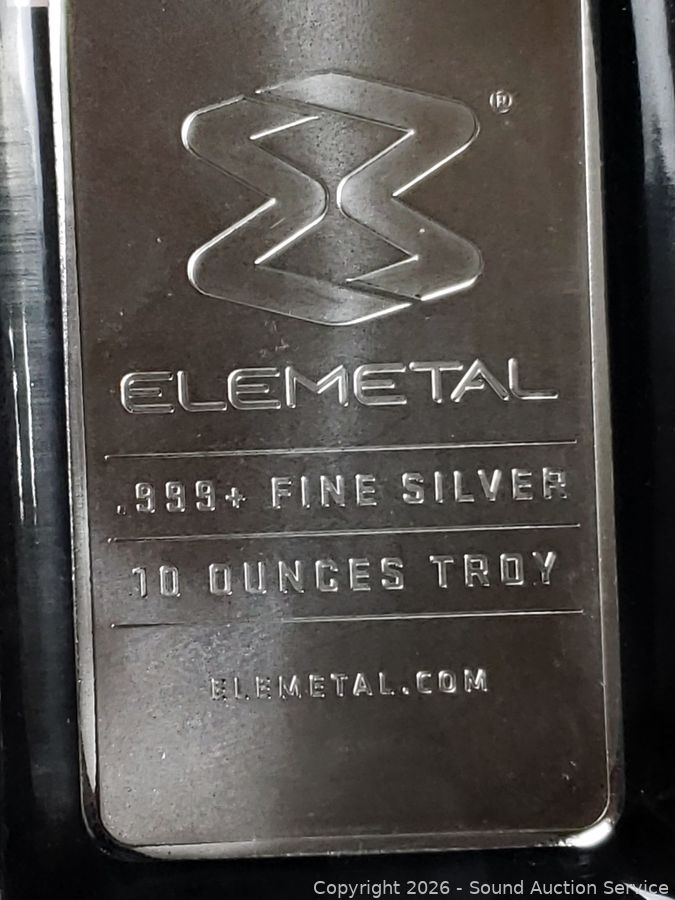 ®
ELEMETAL
.999+ FINE SILVER
10 OUNCES TROY
ELEMETAL.COM
Copyright 2026 - Sound Auction Service